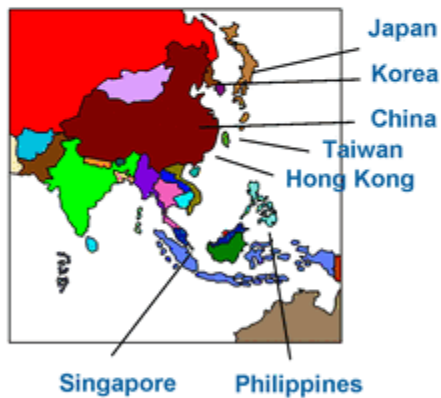 Japan
Korea
China
Taiwan
Hong Kong
Singapore
Philippines